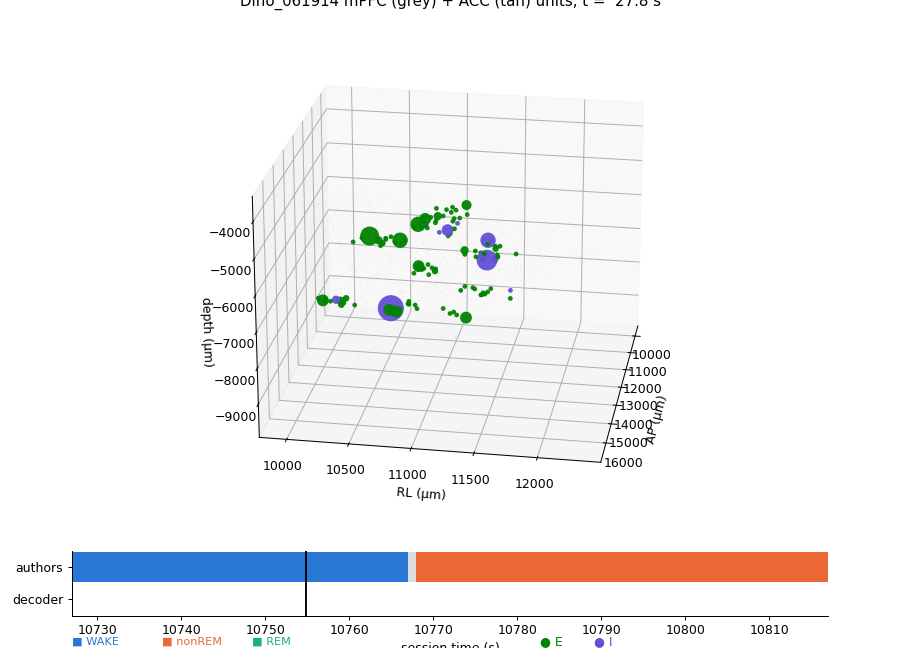 Dino_061914 mPFC (grey) + ACC (tan) units, t = 27.8 s
−4000
−5000
−6000
−7000
−8000
−9000
depth (μm)
10000
10500
11000
11500
12000
RL (μm)
10000
11000
12000
13000
14000
15000
16000
AP (μm)
authors
decoder
10730
10740
10750
10760
10770
10780
10790
10800
10810
session time (s)
WAKE
nonREM
REM
E
I